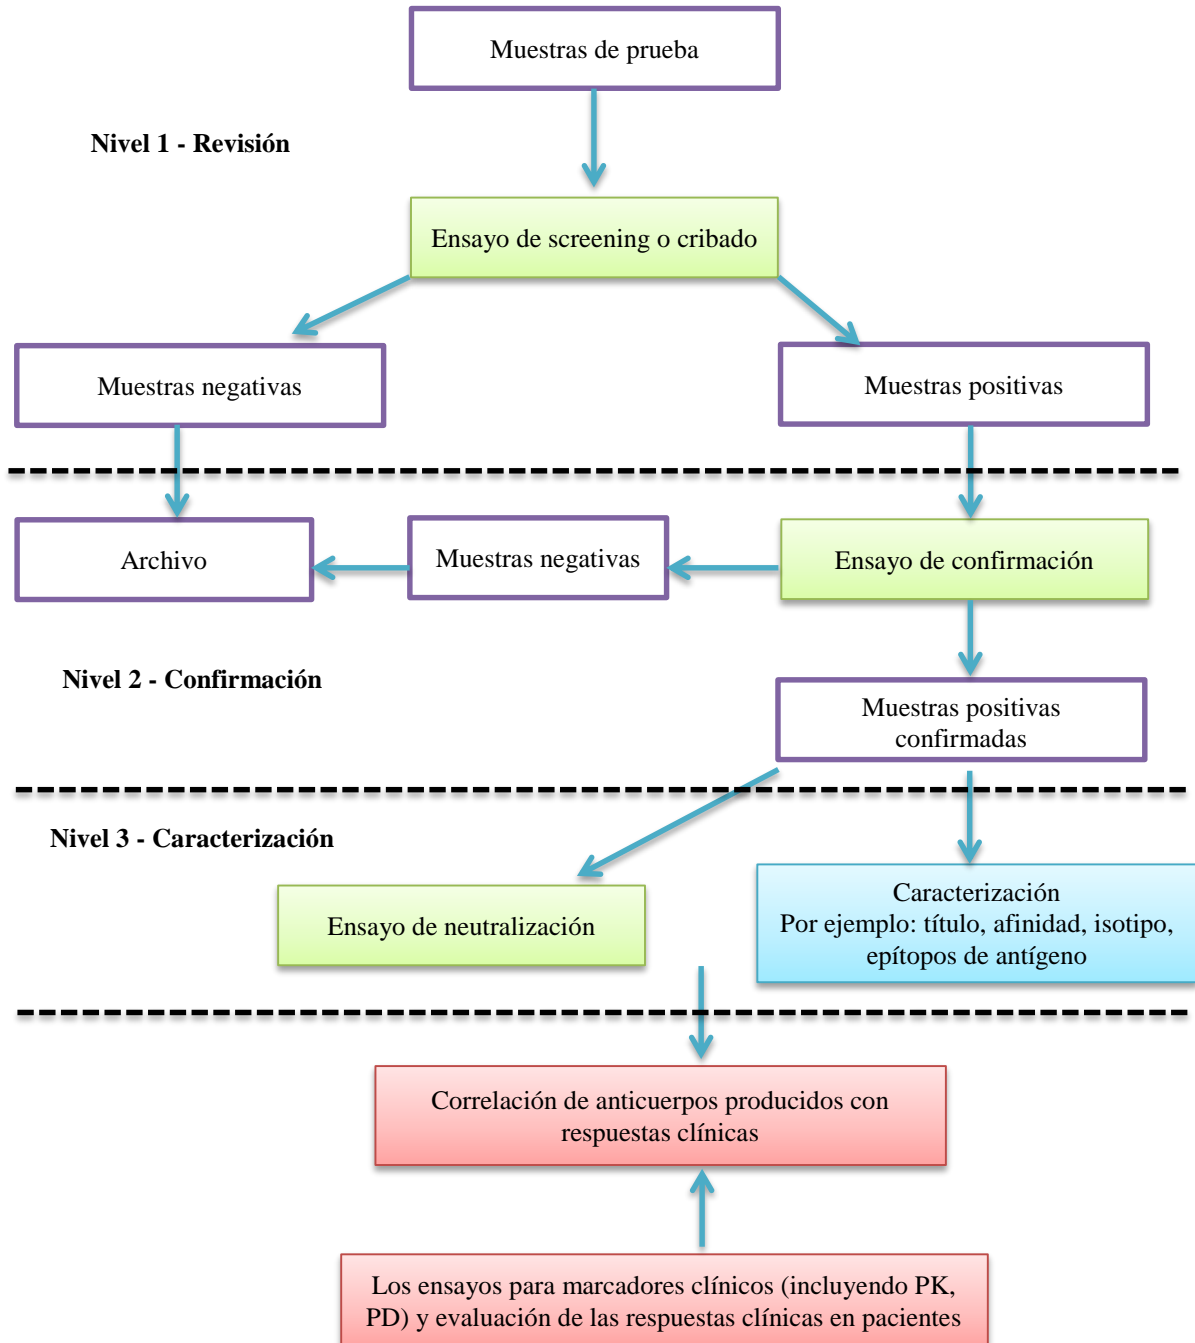 Muestras de prueba
Nivel 1 - Revisión
Ensayo de screening o cribado
Muestras negativas
Muestras positivas
Archivo
Muestras negativas
Ensayo de confirmación
Nivel 2 - Confirmación
Muestras positivas
confirmadas
Nivel 3 - Caracterización
Ensayo de neutralización
Caracterización
Por ejemplo: título, afinidad, isotipo,
epítopos de antígeno
Correlación de anticuerpos producidos con
respuestas clínicas
Los ensayos para marcadores clínicos (incluyendo PK,
PD) y evaluación de las respuestas clínicas en pacientes